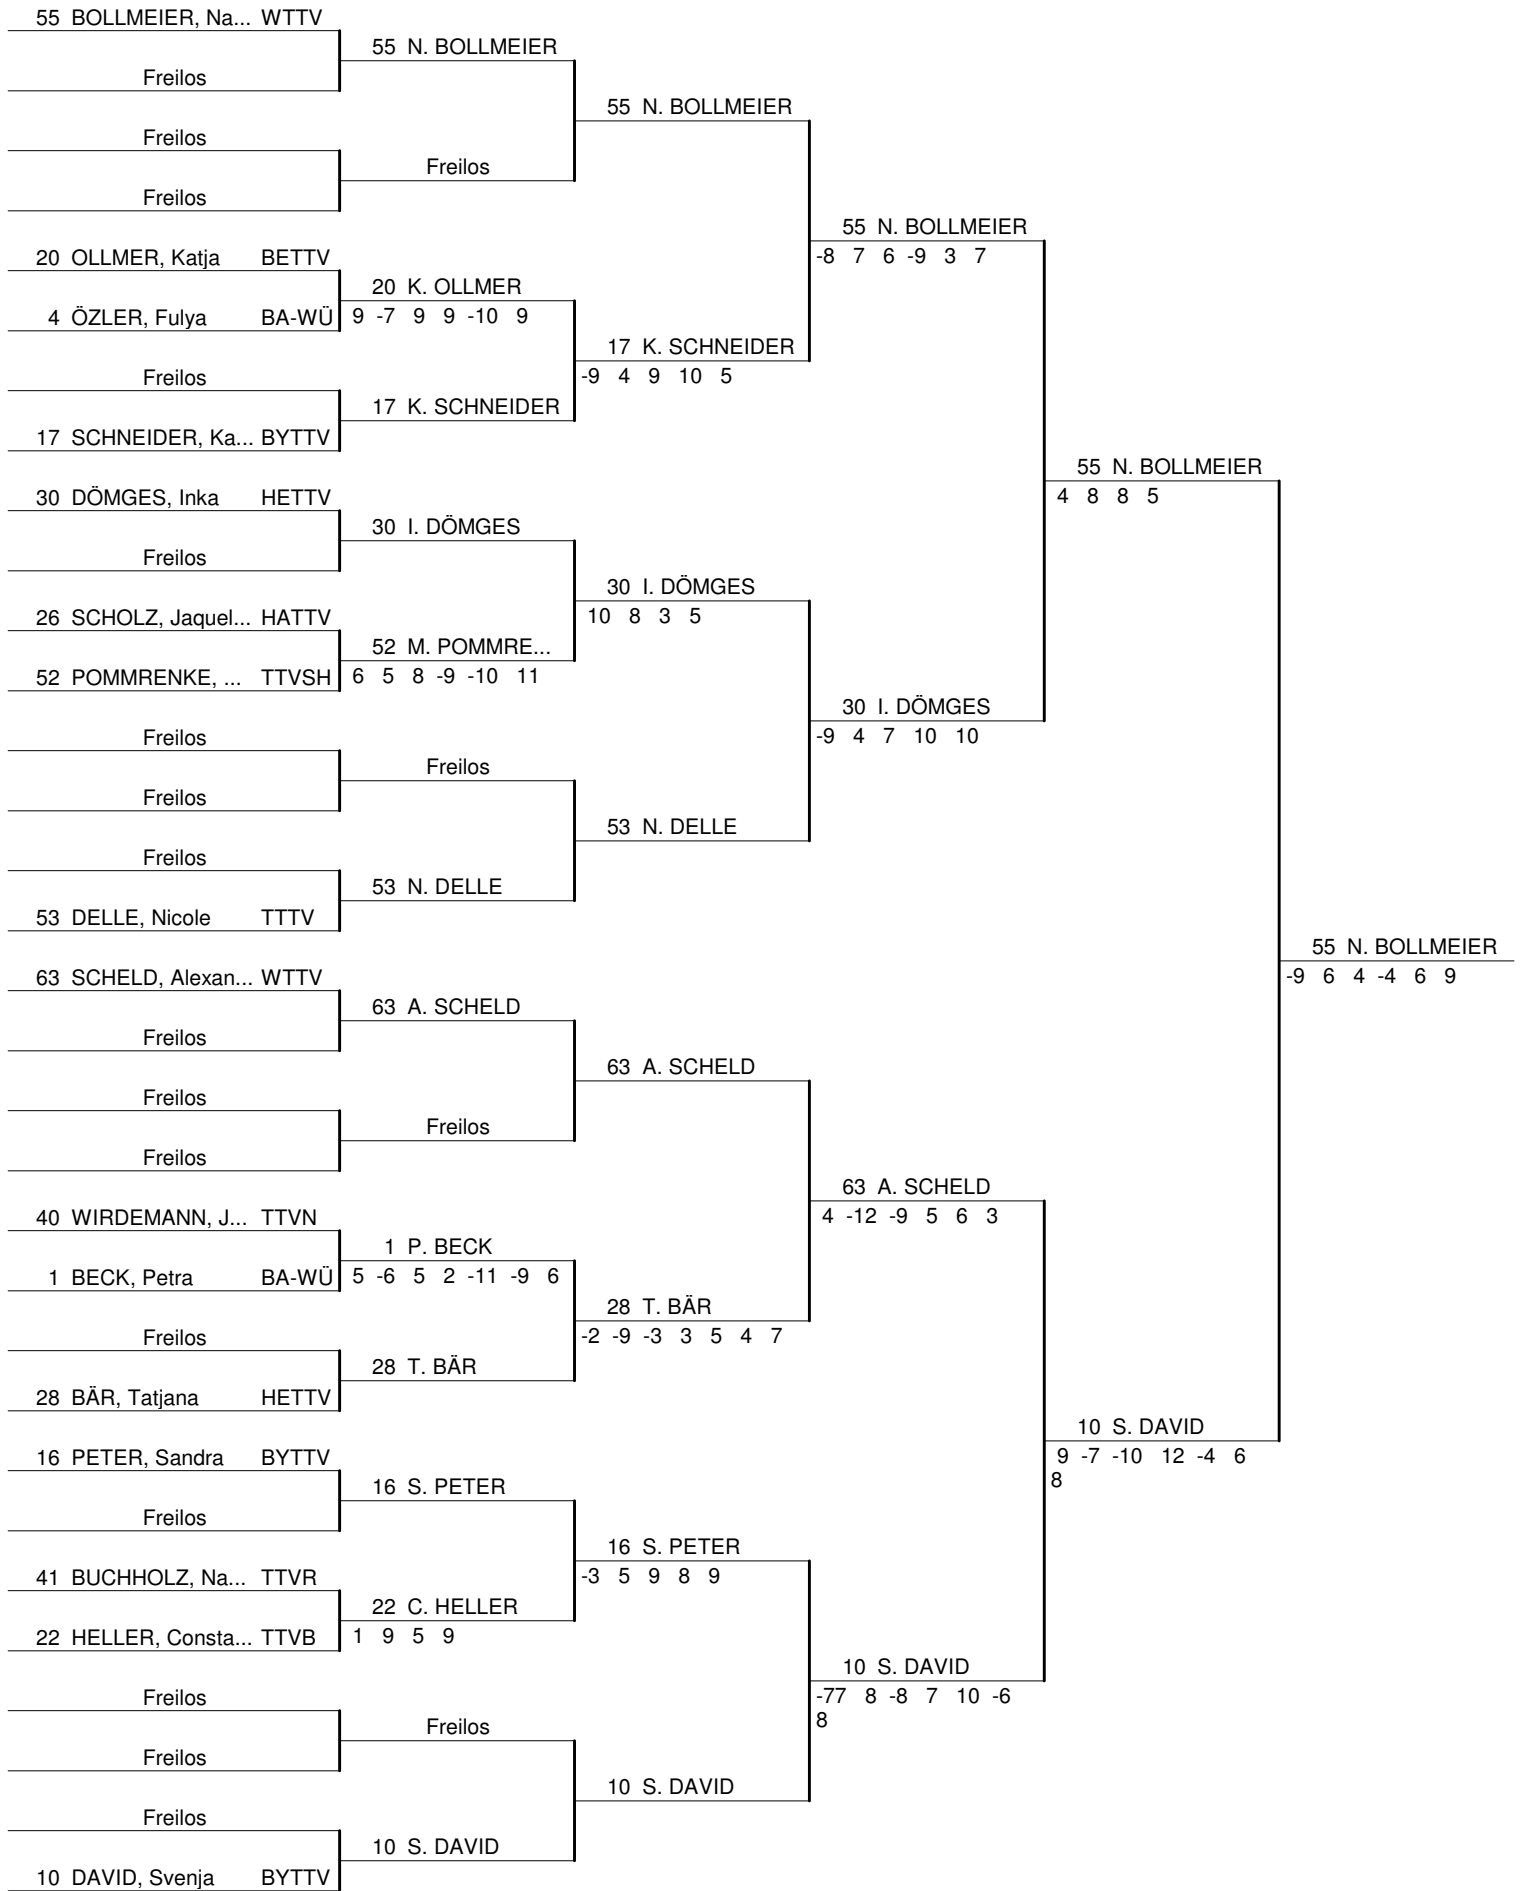 55 BOLLMEIER, Na... WTTV
Freilos
Freilos
Freilos
20 OLLMER, Katja BETTV
4 ÖZLER, Fulya BA-WÜ
Freilos
17 SCHNEIDER, Ka... BYTTV
30 DÖMGES, Inka HETTV
Freilos
26 SCHOLZ, Jaquel... HATTV
52 POMMRENKE, ... TTVSH
Freilos
Freilos
Freilos
53 DELLE, Nicole TTTV
63 SCHELD, Alexan... WTTV
Freilos
Freilos
Freilos
40 WIRDEMANN, J... TTVN
1 BECK, Petra BA-WÜ
Freilos
28 BÄR, Tatjana HETTV
16 PETER, Sandra BYTTV
Freilos
41 BUCHHOLZ, Na... TTVR
22 HELLER, Consta... TTVB
Freilos
Freilos
Freilos
10 DAVID, Svenja BYTTV
55 N. BOLLMEIER
Freilos
20 K. OLLMER
9 -7 9 9 -10 9
17 K. SCHNEIDER
30 I. DÖMGES
52 M. POMMRE...
6 5 8 -9 -10 11
Freilos
53 N. DELLE
63 A. SCHELD
Freilos
1 P. BECK
5 -6 5 2 -11 -9 6
28 T. BÄR
16 S. PETER
22 C. HELLER
1 9 5 9
Freilos
10 S. DAVID
55 N. BOLLMEIER
17 K. SCHNEIDER
-9 4 9 10 5
30 I. DÖMGES
10 8 3 5
53 N. DELLE
63 A. SCHELD
28 T. BÄR
-2 -9 -3 3 5 4 7
16 S. PETER
-3 5 9 8 9
10 S. DAVID
55 N. BOLLMEIER
-8 7 6 -9 3 7
30 I. DÖMGES
-9 4 7 10 10
63 A. SCHELD
4 -12 -9 5 6 3
10 S. DAVID
-77 8 -8 7 10 -6
8
55 N. BOLLMEIER
4 8 8 5
10 S. DAVID
9 -7 -10 12 -4 6
8
55 N. BOLLMEIER
-9 6 4 -4 6 9